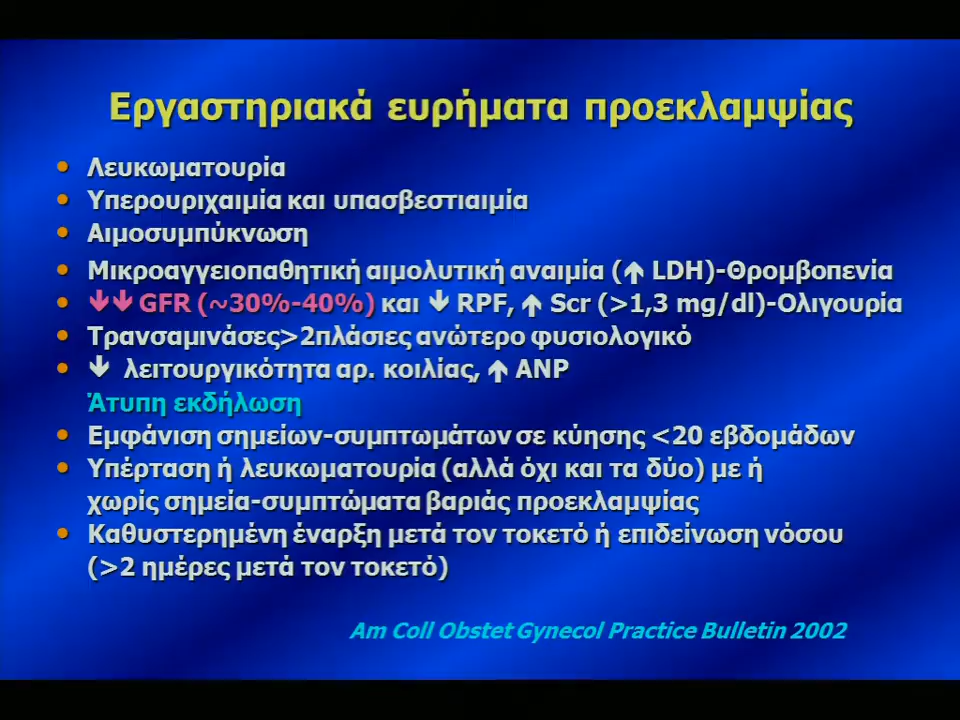 Εργαστηριακά ευρήματα προεκλαμψίας
• Λευκωματουρία
• Υπερουριχαιμία και υπασβεστιαιμία
• Αιμοσυμπύκνωση
• Μικροαγγειοπαθητική αιμολυτική αναιμία (🡹 LDH)-Θρομβοπενία
• 🡻🡻 GFR (~30%-40%) και 🡻 RPF, 🡹 Scr (>1,3 mg/dl)-Ολιγουρία
• Τρανσαμινάσες>2πλάσιες ανώτερο φυσιολογικό
• 🡻 λειτουργικότητα αρ. κοιλίας, 🡹 ANP
Άτυπη εκδήλωση
• Εμφάνιση σημείων-συμπτωμάτων σε κύησης <20 εβδομάδων
• Υπέρταση ή λευκωματουρία (αλλά όχι και τα δύο) με ή
χωρίς σημεία-συμπτώματα βαριάς προεκλαμψίας
• Καθυστερημένη έναρξη μετά τον τοκετό ή επιδείνωση νόσου
(>2 ημέρες μετά τον τοκετό)
Am Coll Obstet Gynecol Practice Bulletin 2002